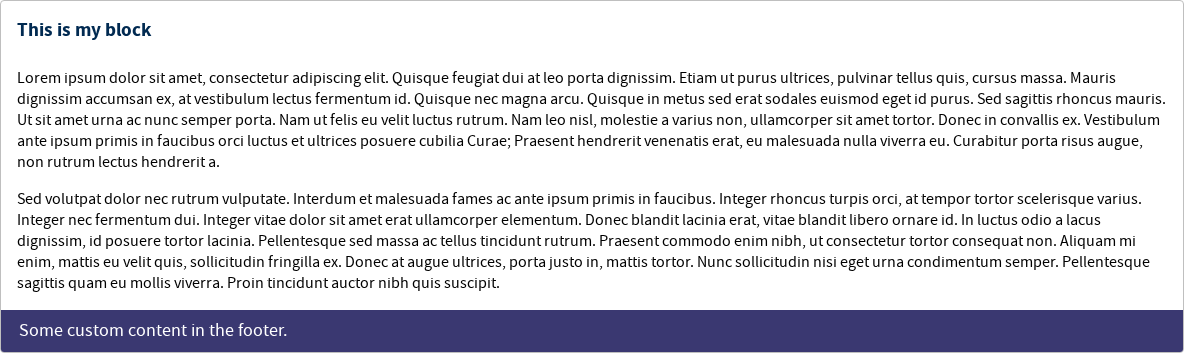 This is my block
Lorem ipsum dolor sit amet, consectetur adipiscing elit. Quisque feugiat dui at leo porta dignissim. Etiam ut purus ultrices, pulvinar tellus quis, cursus massa. Mauris
dignissim accumsan ex, at vestibulum lectus fermentum id. Quisque nec magna arcu. Quisque in metus sed erat sodales euismod eget id purus. Sed sagittis rhoncus mauris.
Ut sit amet urna ac nunc semper porta. Nam ut felis eu velit luctus rutrum. Nam leo nisl, molestie a varius non, ullamcorper sit amet tortor. Donec in convallis ex. Vestibulum
ante ipsum primis in faucibus orci luctus et ultrices posuere cubilia Curae; Praesent hendrerit venenatis erat, eu malesuada nulla viverra eu. Curabitur porta risus augue,
non rutrum lectus hendrerit a.
Sed volutpat dolor nec rutrum vulputate. Interdum et malesuada fames ac ante ipsum primis in faucibus. Integer rhoncus turpis orci, at tempor tortor scelerisque varius.
Integer nec fermentum dui. Integer vitae dolor sit amet erat ullamcorper elementum. Donec blandit lacinia erat, vitae blandit libero ornare id. In luctus odio a lacus
dignissim, id posuere tortor lacinia. Pellentesque sed massa ac tellus tincidunt rutrum. Praesent commodo enim nibh, ut consectetur tortor consequat non. Aliquam mi
enim, mattis eu velit quis, sollicitudin fringilla ex. Donec at augue ultrices, porta justo in, mattis tortor. Nunc sollicitudin nisi eget urna condimentum semper. Pellentesque
sagittis quam eu mollis viverra. Proin tincidunt auctor nibh quis suscipit.
Some custom content in the footer.